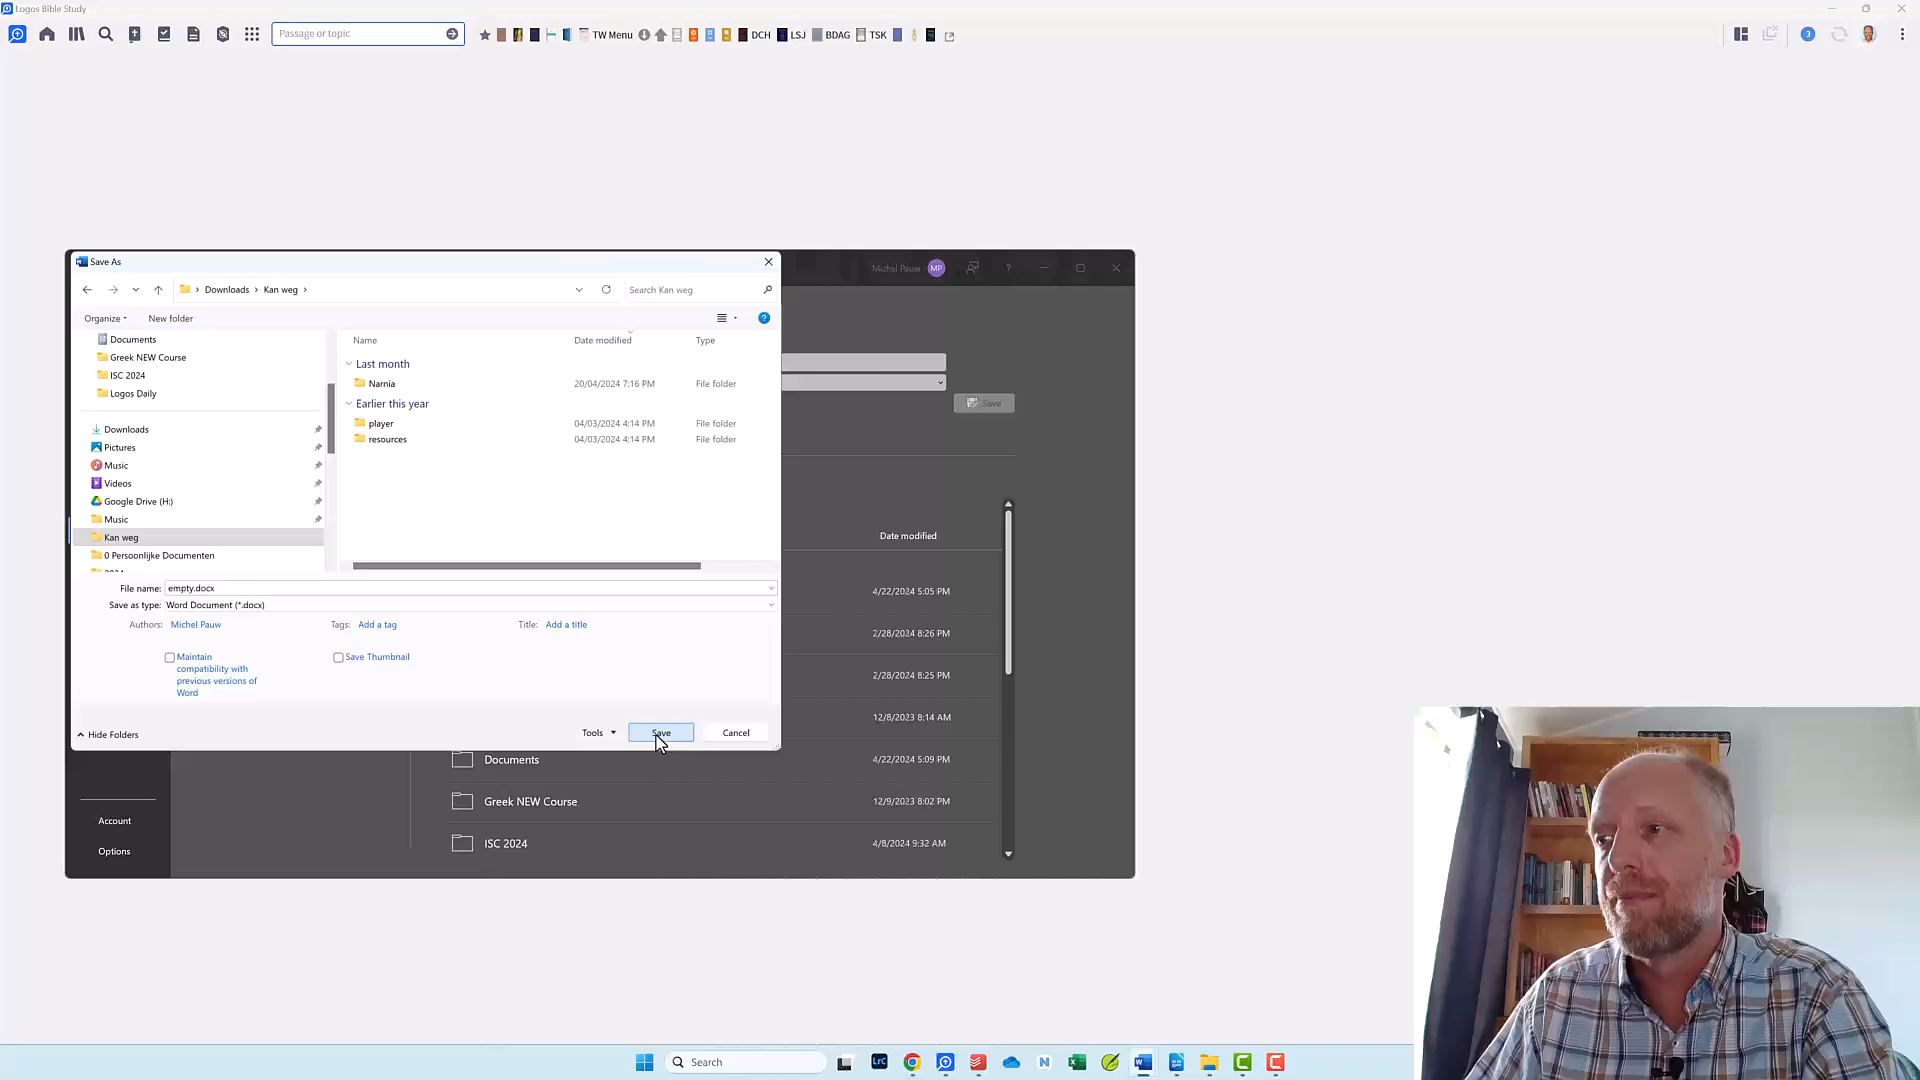 Logos Bible Study
Passage or topic
TW Menu
DCH
LSJ
BDAG
TSK
3
Save As
Michel Pauw
MP
?
Downloads
Kan weg
Search Kan weg
Organize
New folder
?
Documents
Greek NEW Course
ISC 2024
Logos Daily
Downloads
Pictures
Music
Videos
Google Drive (H:)
Music
Kan weg
0 Persoonlijke Documenten
Name Date modified Type
Last month
Narnia 20/04/2024 7:16 PM File folder
Earlier this year
player 04/03/2024 4:14 PM File folder
resources 04/03/2024 4:14 PM File folder
File name: empty.docx
Save as type: Word Document (*.docx)
Authors: Michel Pauw Tags: Add a tag Title: Add a title
Maintain
compatibility with
previous versions of
Word
Save Thumbnail
Hide Folders
Tools
Save
Cancel
Save
Date modified
4/22/2024 5:05 PM
2/28/2024 8:26 PM
2/28/2024 8:25 PM
12/8/2023 8:14 AM
Documents 4/22/2024 5:09 PM
Greek NEW Course 12/9/2023 8:02 PM
ISC 2024 4/8/2024 9:32 AM
Account
Options
Search
LrC
N